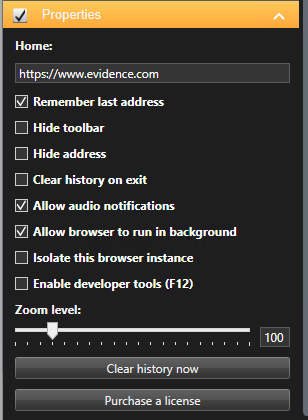 Properties
Home:
https://www.evidence.com
Remember last address
Hide toolbar
Hide address
Clear history on exit
Allow audio notifications
Allow browser to run in background
Isolate this browser instance
Enable developer tools (F12)
Zoom level:
100
Clear history now
Purchase a license